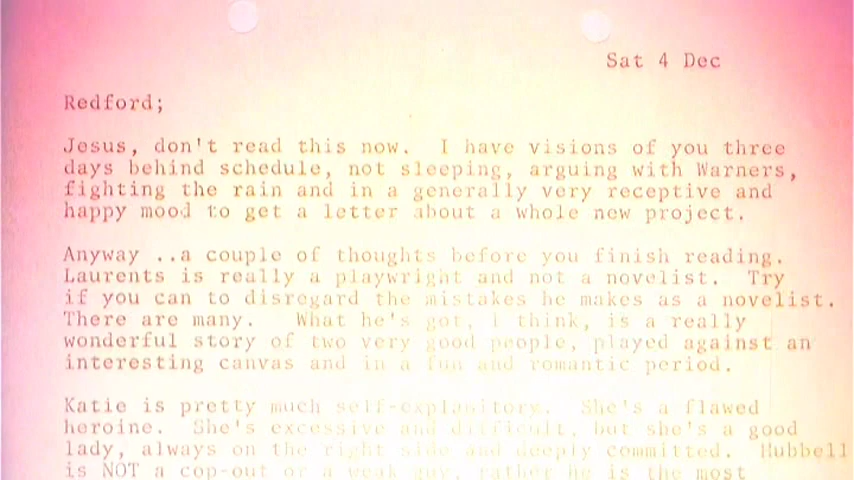 Sat 4 Dec
Redford;
Jesus, don't read this now. I have visions of you three
days behind schedule, not sleeping, arguing with Warners,
fighting the rain and in a generally very receptive and
happy mood to get a letter about a whole new project.
Anyway ..a couple of thoughts before you finish reading.
Laurents is really a playwright and not a novelist. Try
if you can to disregard the mistakes he makes as a novelist.
There are many. What he's got, I think, is a really
wonderful story of two very good people, played against an
interesting canvas and in a fun and romantic period.
Katie is pretty much self-explanitory. She's a flawed
heroine. She's excessive and difficult, but she's a good
lady, always on the right side and deeply committed. Hubbell
is NOT a cop-out or a weak guy, rather he is the most